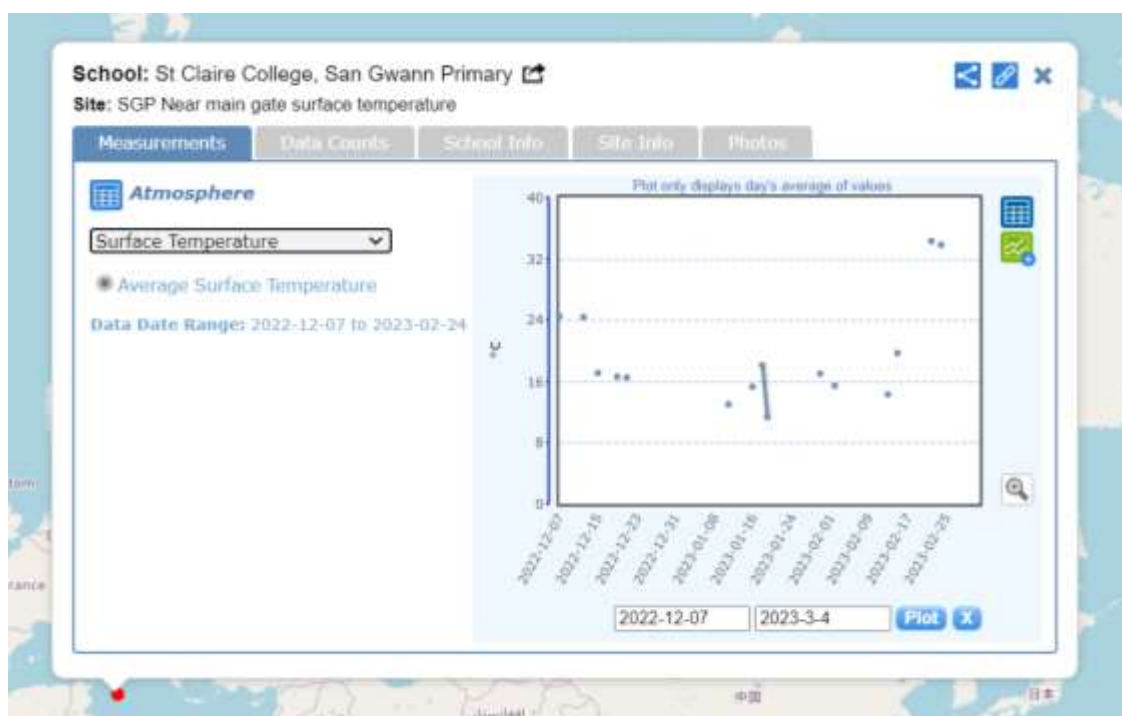 School: St Claire College, San Gwann Primary
Site: SGP Near main gate surface temperature
Measurements
Data Counts
School Info
Site Info
Photos
Atmosphere
Surface Temperature
Average Surface Temperature
Data Date Range: 2022-12-07 to 2023-02-24
Plot only displays day's average of values
40
32
24
16
8
0
°C
2022-12-07
2022-12-15
2022-12-23
2022-12-31
2023-01-08
2023-01-16
2023-01-24
2023-02-01
2023-02-09
2023-02-17
2023-02-25
2022-12-07
2023-3-4
Plot
X
rance
中国
日本